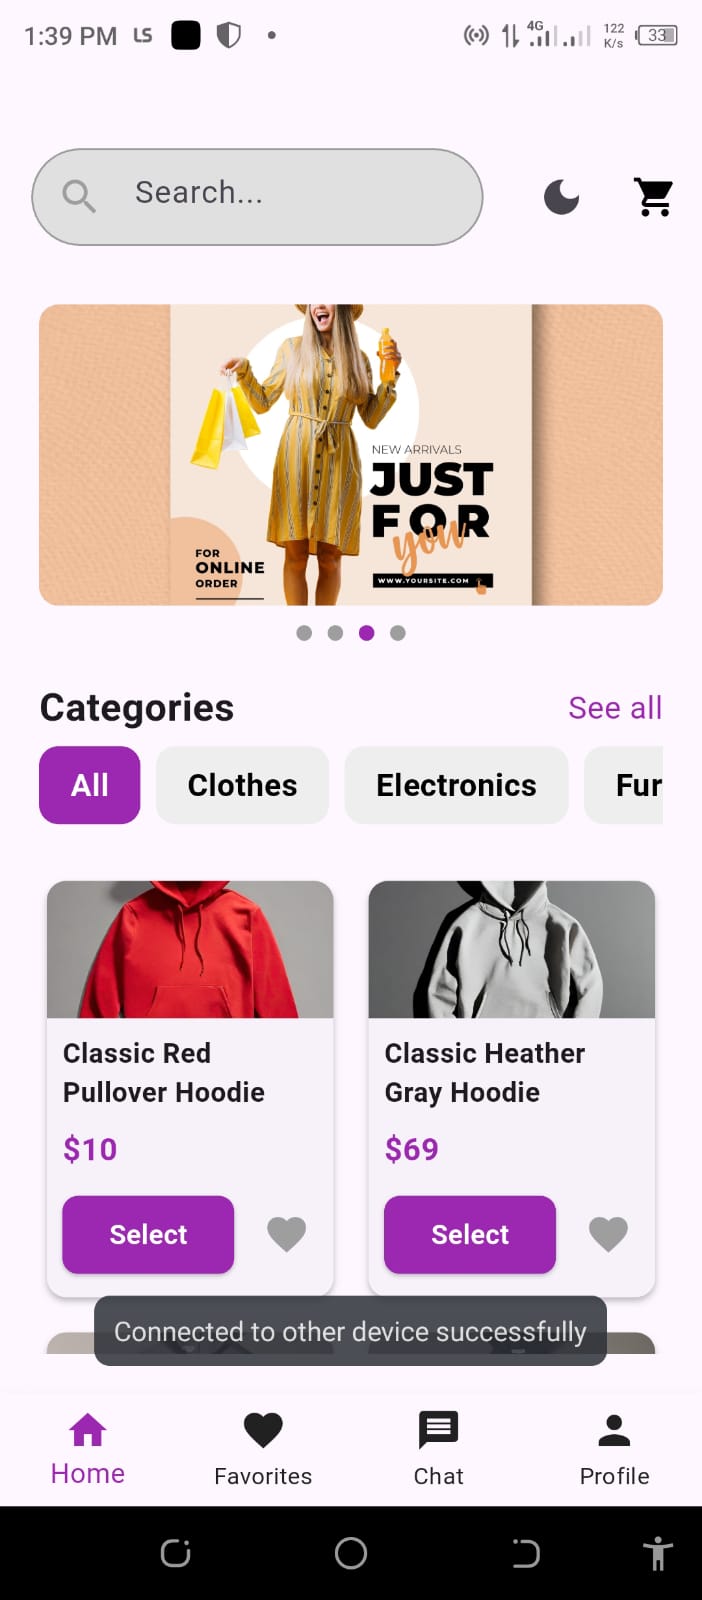 1:39 PM LS 4G 122 K/s 33
Search...
NEW ARRIVALS
JUST
FOR
you
WWW.YOURSITE.COM
FOR
ONLINE
ORDER
Categories See all
All Clothes Electronics Fur
Classic Red
Pullover Hoodie
$10
Select
Classic Heather
Gray Hoodie
$69
Select
Connected to other device successfully
Home Favorites Chat Profile